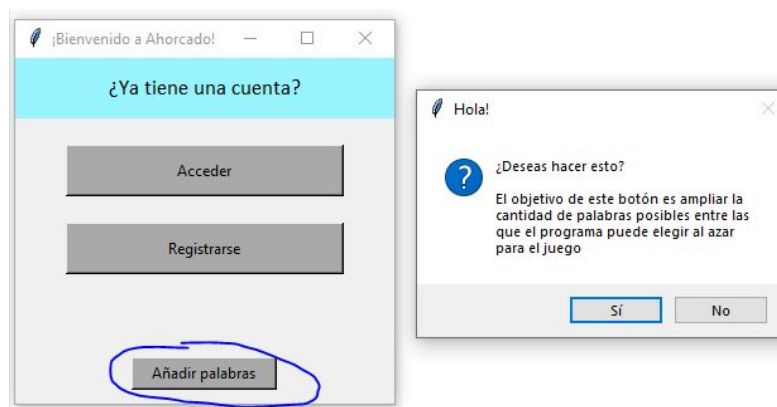 ¡Bienvenido a Ahorcado!
¿Ya tiene una cuenta?
Acceder
Registrarse
Añadir palabras
Hola!
¿Deseas hacer esto?
El objetivo de este botón es ampliar la
cantidad de palabras posibles entre las
que el programa puede elegir al azar
para el juego
Sí
No